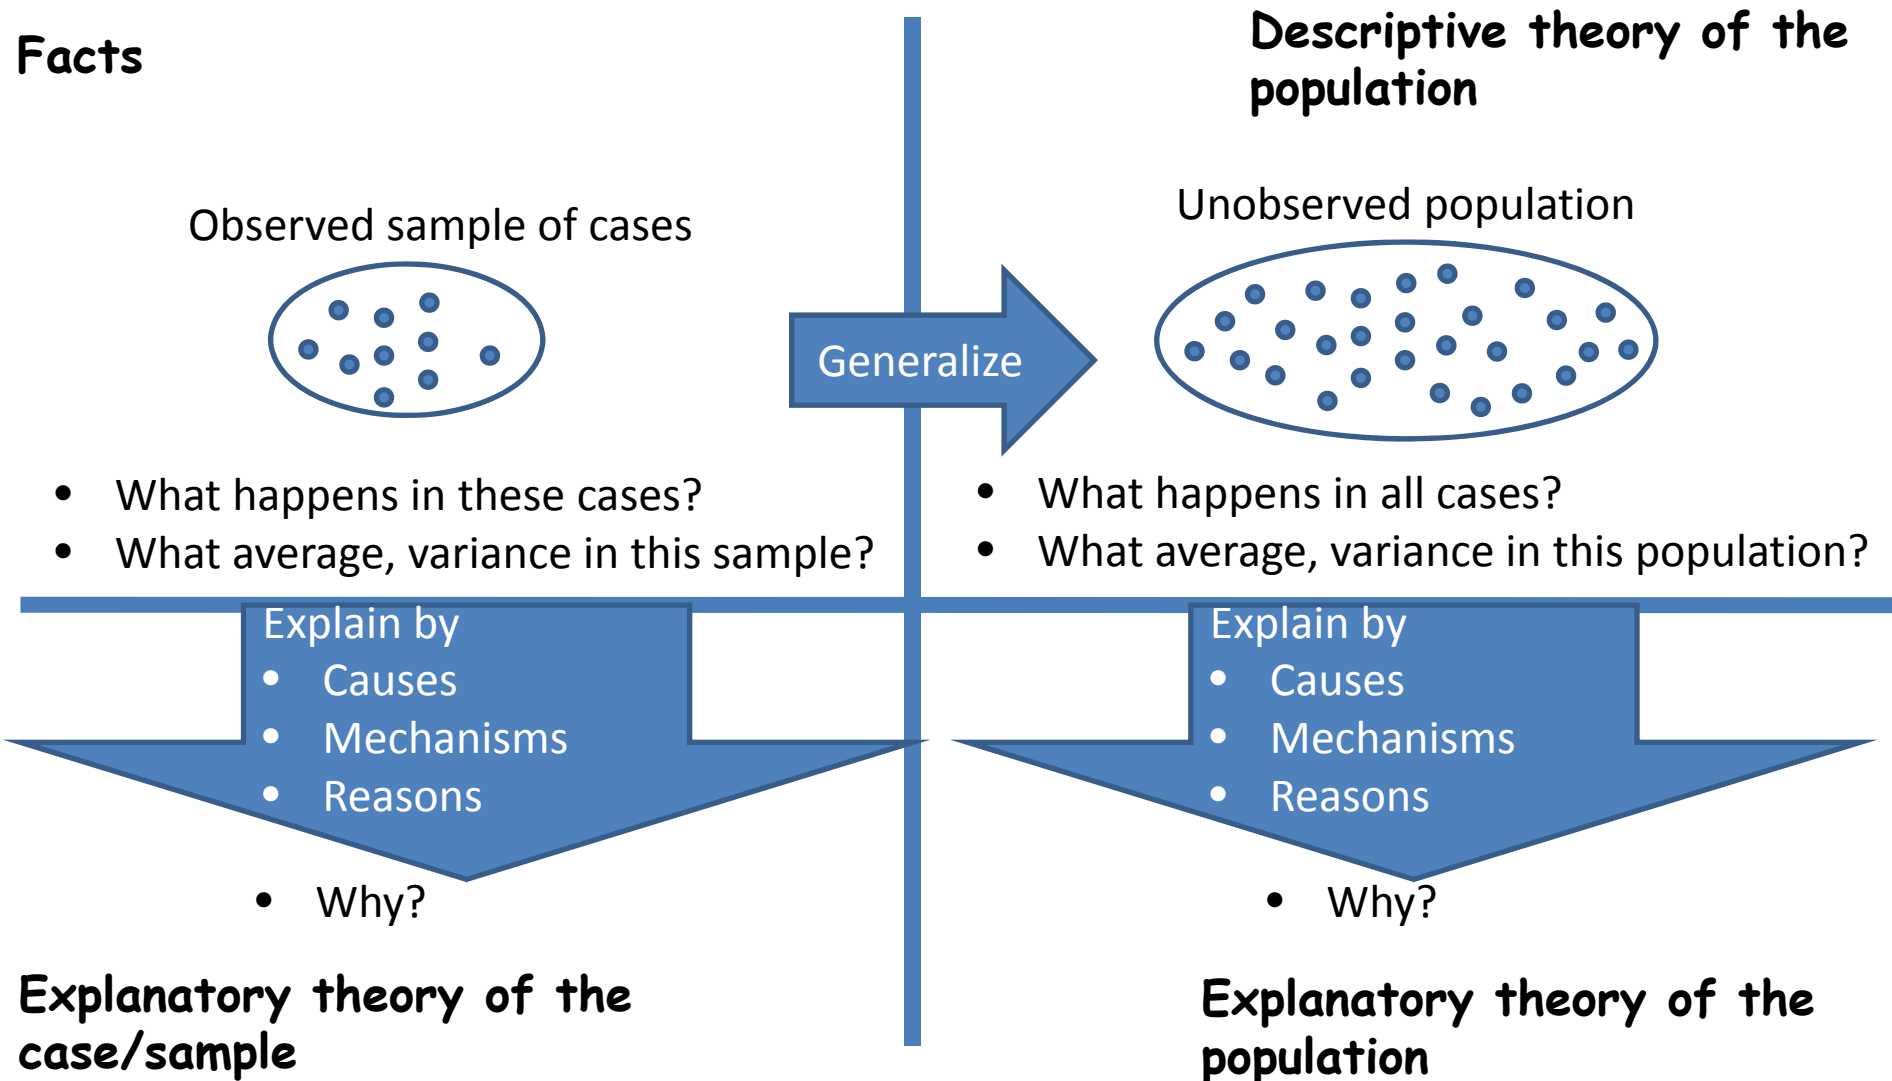 Facts
Observed sample of cases
• What happens in these cases?
• What average, variance in this sample?
Generalize
Descriptive theory of the
population
Unobserved population
• What happens in all cases?
• What average, variance in this population?
Explain by
• Causes
• Mechanisms
• Reasons
• Why?
Explanatory theory of the
case/sample
Explain by
• Causes
• Mechanisms
• Reasons
• Why?
Explanatory theory of the
population